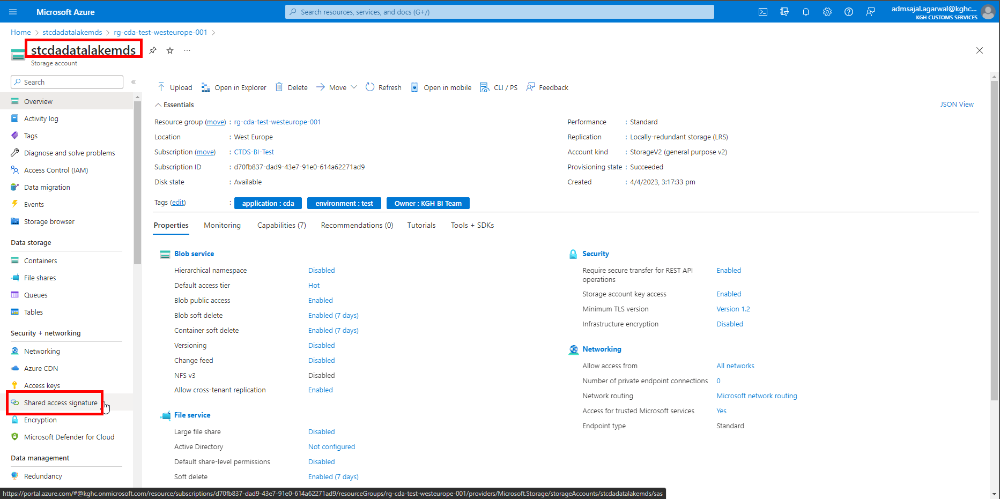 Microsoft Azure
Search resources, services, and docs (G+/)
admsajal.agarwal@kghc...
KGH CUSTOMS SERVICES
Home > stcdadatalakemds > rg-cda-test-westeurope-001 >
stcdadatalakemds
Storage account
Search
Overview
Activity log
Tags
Diagnose and solve problems
Access Control (IAM)
Data migration
Events
Storage browser
Data storage
Containers
File shares
Queues
Tables
Security + networking
Networking
Azure CDN
Access keys
Shared access signature
Encryption
Microsoft Defender for Cloud
Data management
Redundancy
Upload Open in Explorer Delete Move Refresh Open in mobile CLI / PS Feedback
Essentials
JSON View
Resource group (move) : rg-cda-test-westeurope-001
Location : West Europe
Subscription (move) : CTDS-BI-Test
Subscription ID : d70fb837-dad9-43e7-91e0-614a62271ad9
Disk state : Available
Performance : Standard
Replication : Locally-redundant storage (LRS)
Account kind : StorageV2 (general purpose v2)
Provisioning state : Succeeded
Created : 4/4/2023, 3:17:33 pm
Tags (edit) : application : cda environment : test Owner : KGH BI Team
Properties Monitoring Capabilities (7) Recommendations (0) Tutorials Tools + SDKs
Blob service
Hierarchical namespace Disabled
Default access tier Hot
Blob public access Enabled
Blob soft delete Enabled (7 days)
Container soft delete Enabled (7 days)
Versioning Disabled
Change feed Disabled
NFS v3 Disabled
Allow cross-tenant replication Enabled
File service
Large file share Disabled
Active Directory Not configured
Default share-level permissions Disabled
Soft delete Enabled (7 days)
Security
Require secure transfer for REST API Enabled
operations
Storage account key access Enabled
Minimum TLS version Version 1.2
Infrastructure encryption Disabled
Networking
Allow access from All networks
Number of private endpoint connections 0
Network routing Microsoft network routing
Access for trusted Microsoft services Yes
Endpoint type Standard
https://portal.azure.com/#@kghc.onmicrosoft.com/resource/subscriptions/d70fb837-dad9-43e7-91e0-614a62271ad9/resourceGroups/rg-cda-test-westeurope-001/providers/Microsoft.Storage/storageAccounts/stcdadatalakemds/sas